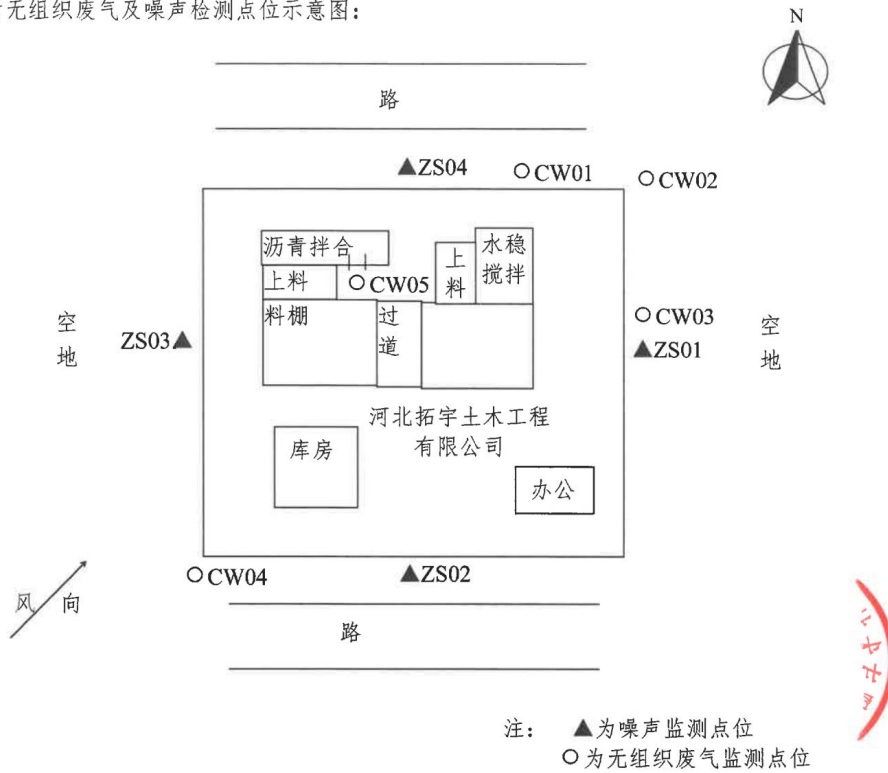 无组织废气及噪声检测点位示意图:
N
路
▲ZS04
○CW01
○CW02
沥青拌合
上料
○CW05
上料
水稳搅拌
料棚
过道
空地
ZS03▲
○CW03
▲ZS01
空地
河北拓宇土木工程
有限公司
库房
办公
○CW04
▲ZS02
风向
路
注: ▲为噪声监测点位
○为无组织废气监测点位